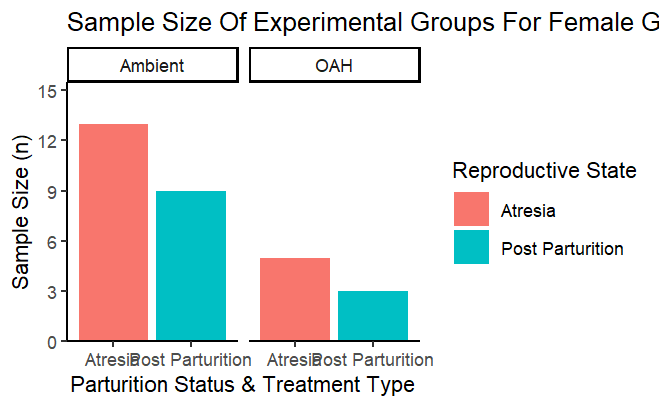 Sample Size Of Experimental Groups For Female G
Ambient
OAH
15
12
9
6
3
0
Sample Size (n)
Atresia
Post Parturition
Atresia
Post Parturition
Parturition Status & Treatment Type
Reproductive State
Atresia
Post Parturition